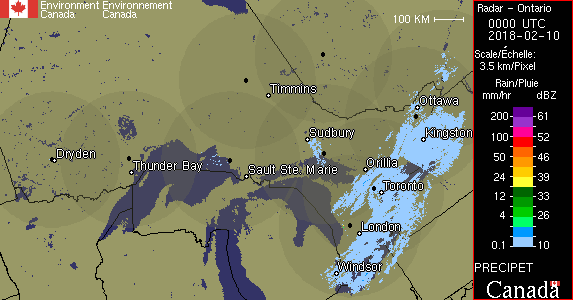 Environment Environnement
Canada Canada
100 KM
Timmins
Ottawa
Sudbury
Kingston
Dryden
Thunder Bay
Sault Ste. Marie
Orillia
Toronto
London
Windsor
Radar - Ontario
0000 UTC
2018-02-10
Scale/Échelle:
3.5 km/Pixel
Rain/Pluie
mm/hr dBZ
200 61
100 52
50 46
24 39
12 33
4 26
0.1 10
PRECIPET
Canada